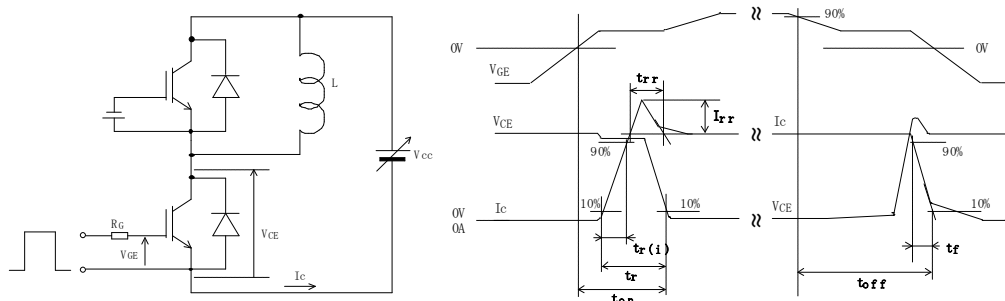 L
Vcc
RG
VGE
VCE
Ic
0V
VGE
trr
Irr
VCE
90%
10%
10%
Ic
0V
0A
tr(i)
tr
ton
90%
0V
Ic
90%
VCE
10%
tf
toff